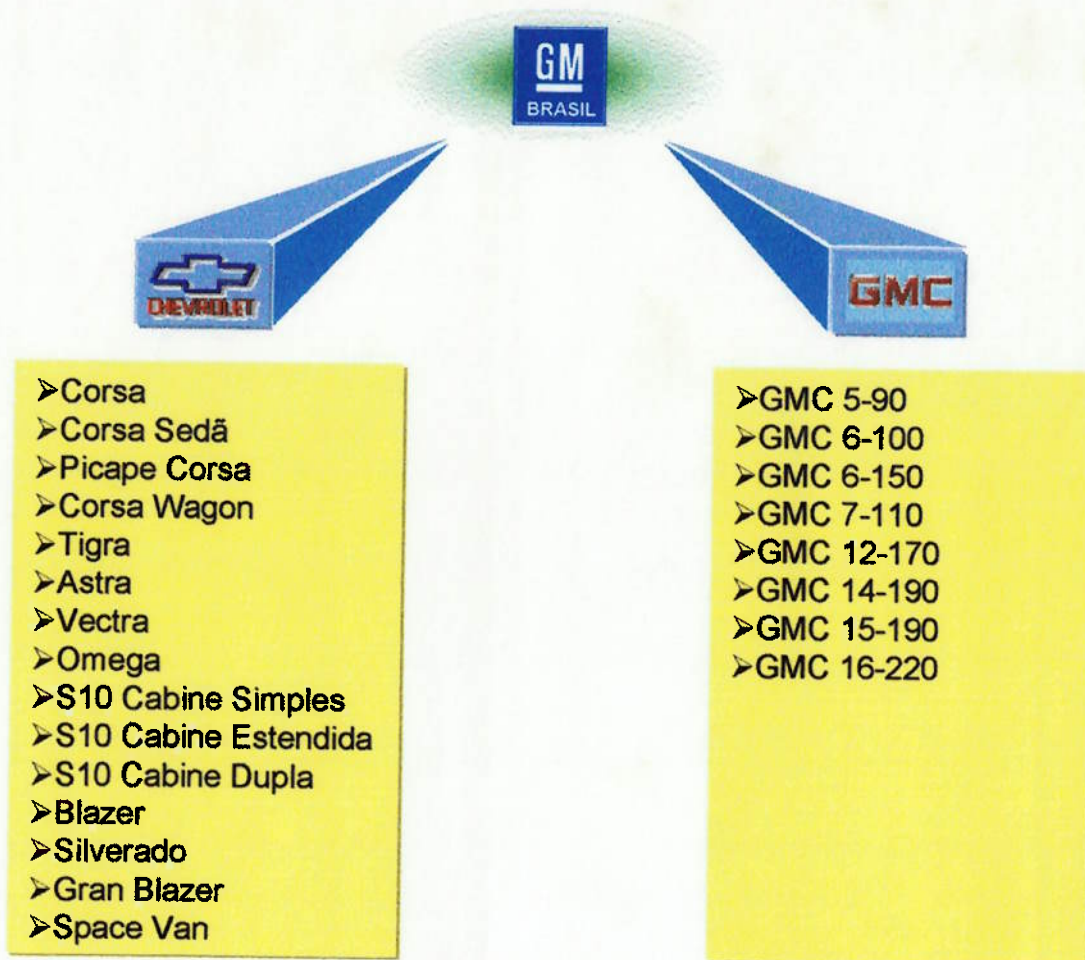 GM
BRASIL
CHEVROLET
GMC
➢Corsa
➢Corsa Sedã
➢Picape Corsa
➢Corsa Wagon
➢Tigra
➢Astra
➢Vectra
➢Omega
➢S10 Cabine Simples
➢S10 Cabine Estendida
➢S10 Cabine Dupla
➢Blazer
➢Silverado
➢Gran Blazer
➢Space Van
➢GMC 5-90
➢GMC 6-100
➢GMC 6-150
➢GMC 7-110
➢GMC 12-170
➢GMC 14-190
➢GMC 15-190
➢GMC 16-220